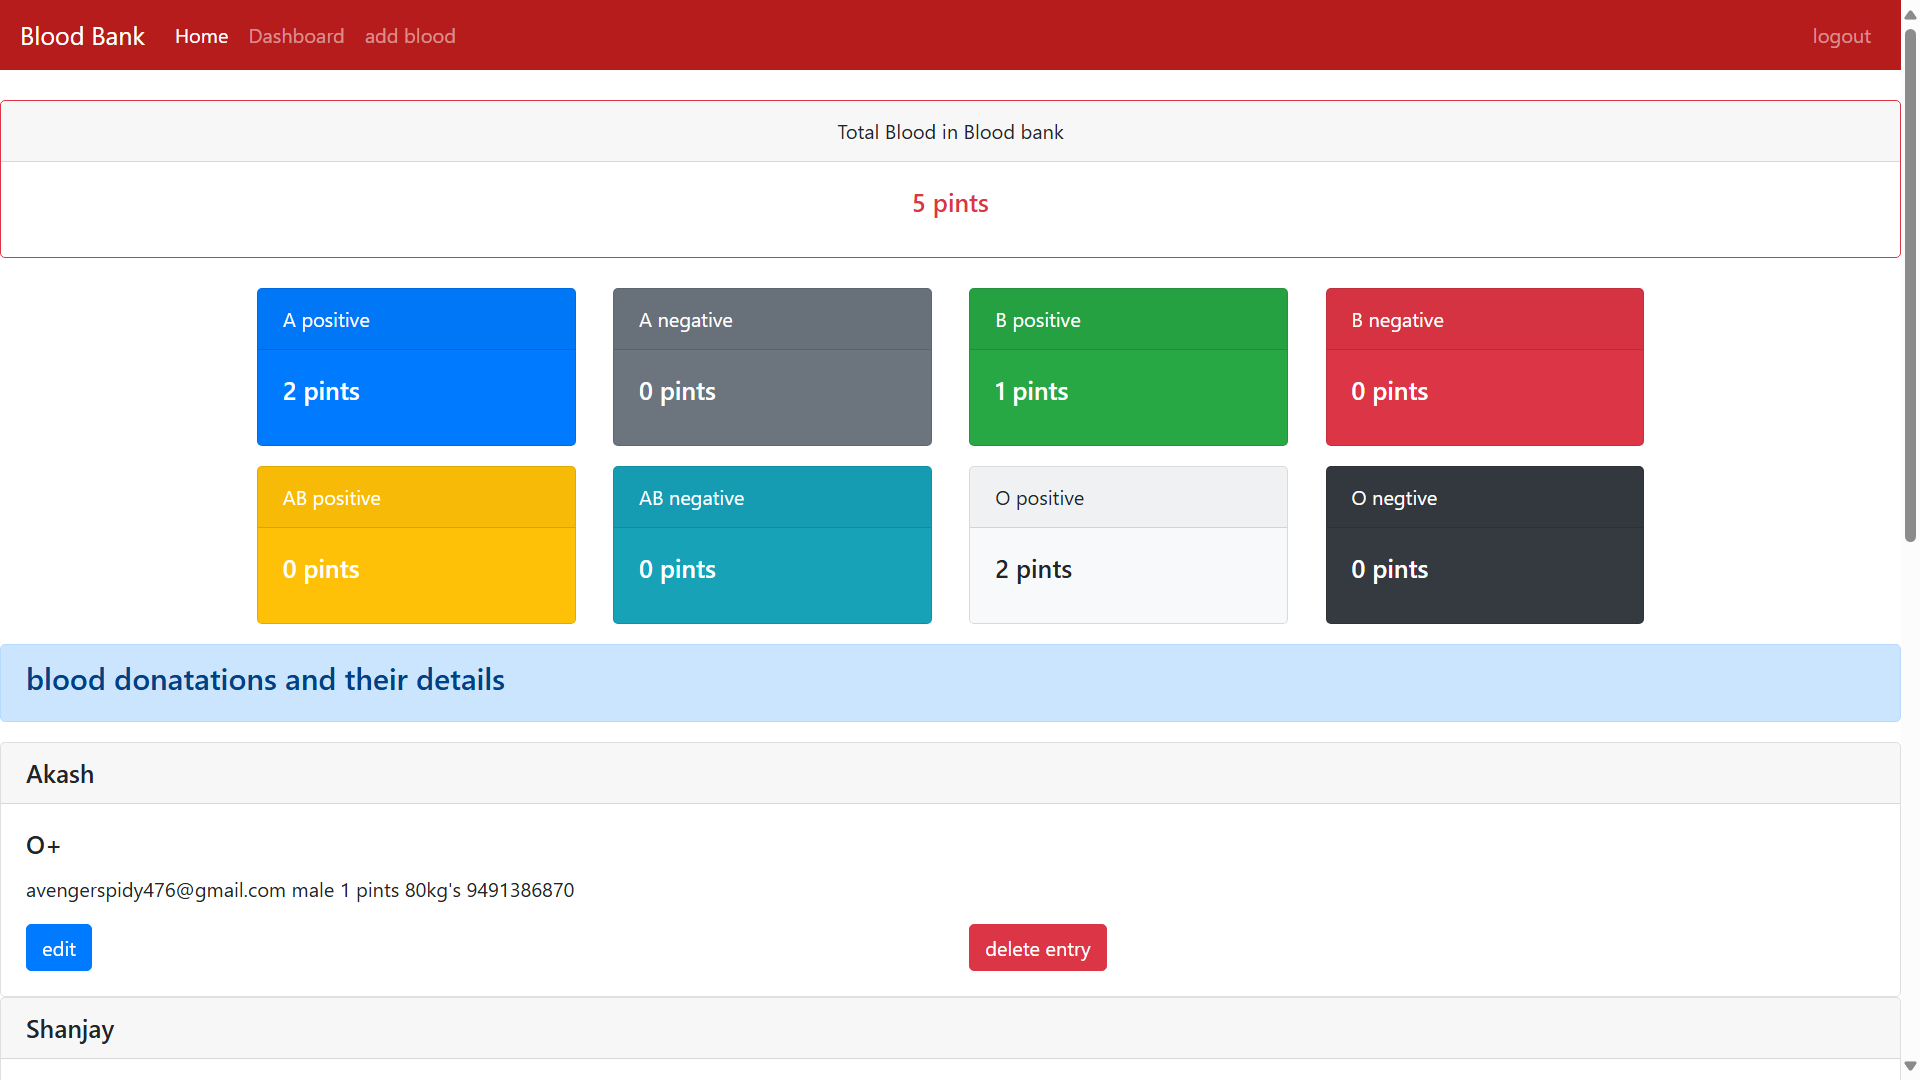 Blood Bank Home Dashboard add blood logout
Total Blood in Blood bank
5 pints
A positive
2 pints
A negative
0 pints
B positive
1 pints
B negative
0 pints
AB positive
0 pints
AB negative
0 pints
O positive
2 pints
O negtive
0 pints
blood donatations and their details
Akash
O+
avengerspidy476@gmail.com male 1 pints 80kg's 9491386870
edit delete entry
Shanjay